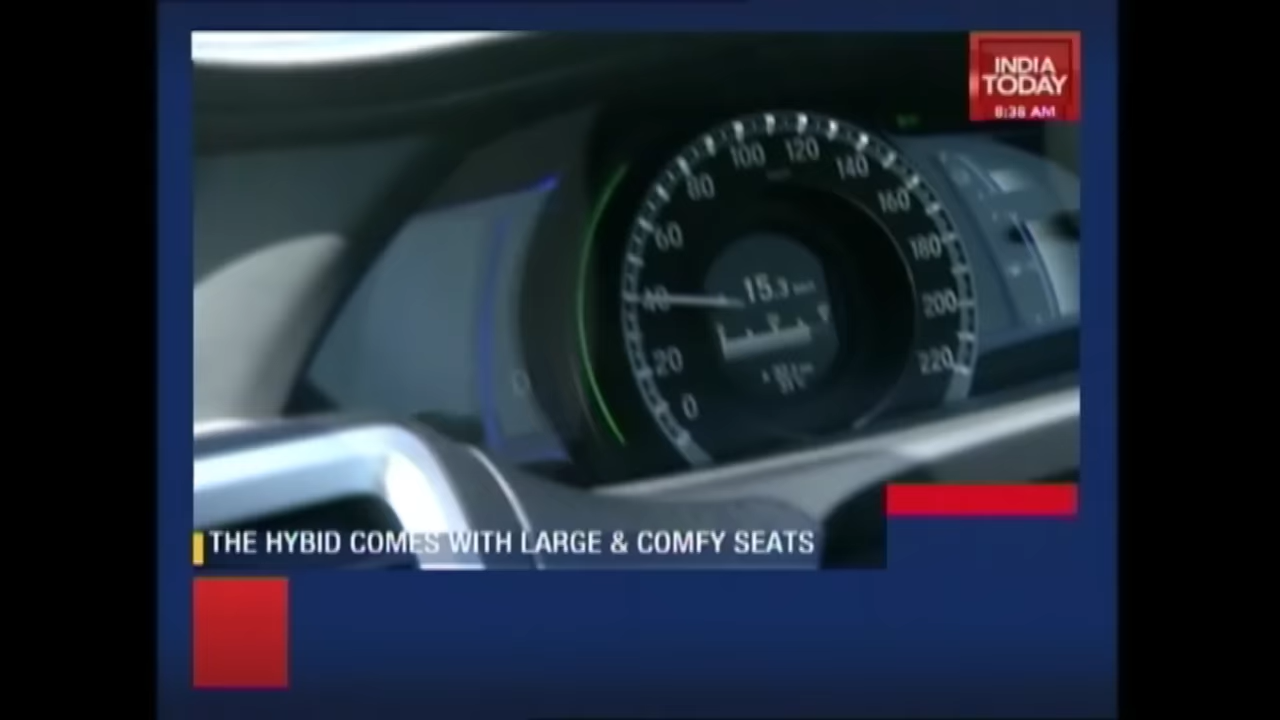 INDIA
TODAY
8:38 AM
100 120
80 140
160
60
180
15.3
40 200
20 220
0
THE HYBID COMES WITH LARGE & COMFY SEATS